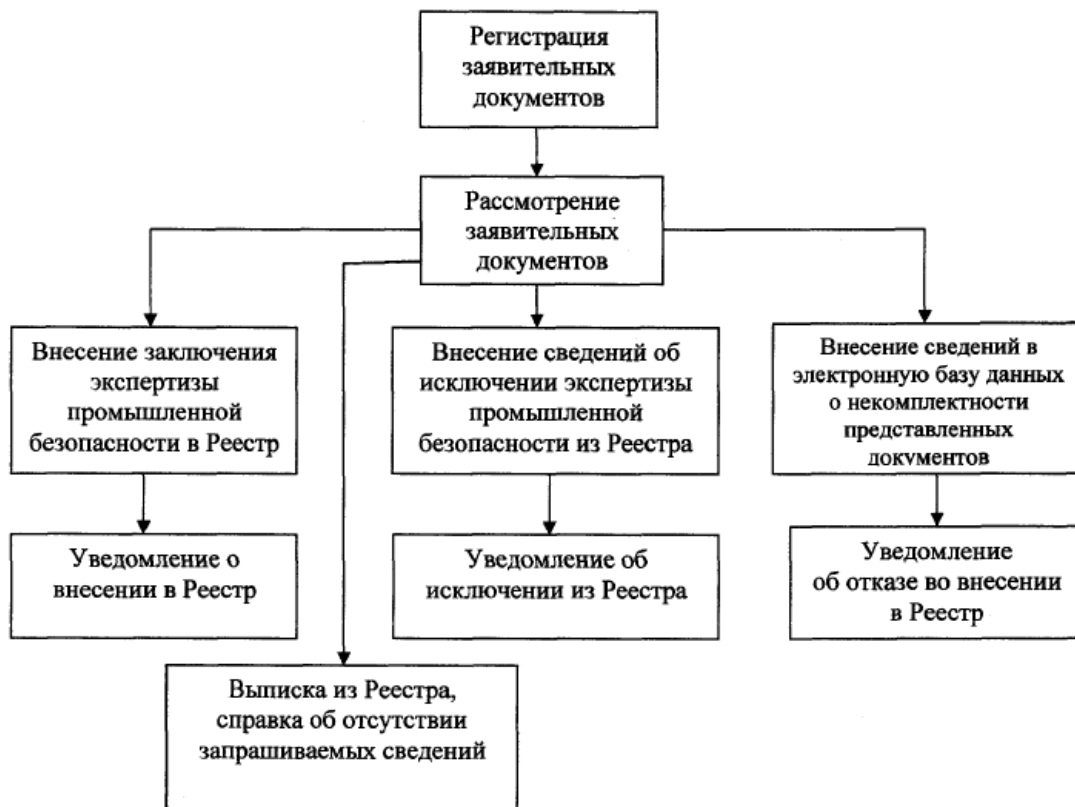 Регистрация
заявительных
документов
Рассмотрение
заявительных
документов
Внесение заключения
экспертизы
промышленной
безопасности в Реестр
Внесение сведений об
исключении экспертизы
промышленной
безопасности из Реестра
Внесение сведений в
электронную базу данных
о некомплектности
представленных
документов
Уведомление о
внесении в Реестр
Уведомление об
исключении из Реестра
Уведомление
об отказе во внесении
в Реестр
Выписка из Реестра,
справка об отсутствии
запрашиваемых сведений